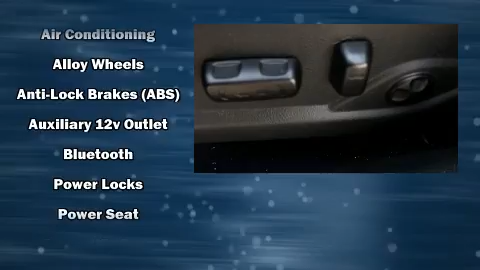 Air Conditioning
Alloy Wheels
Anti-Lock Brakes (ABS)
Auxiliary 12v Outlet
Bluetooth
Power Locks
Power Seat